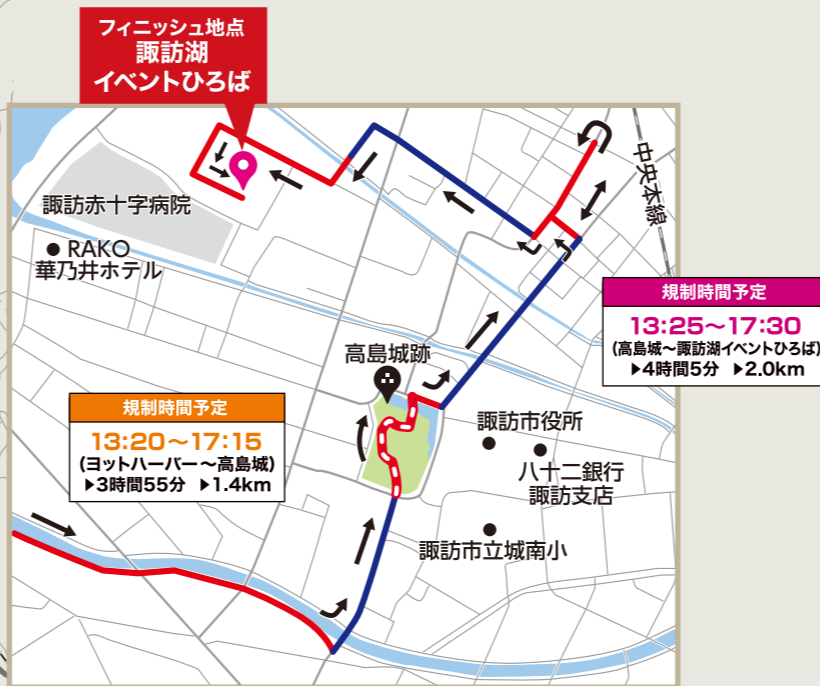 フィニッシュ地点
諏訪湖
イベントひろば
中央本線
諏訪赤十字病院
RAKO
華乃井ホテル
規制時間予定
13:25〜17:30
(高島城〜諏訪湖イベントひろば)
▶4時間5分 ▶2.0km
高島城跡
規制時間予定
13:20〜17:15
(ヨットハーバー〜高島城)
▶3時間55分 ▶1.4km
諏訪市役所
八十二銀行
諏訪支店
諏訪市立城南小